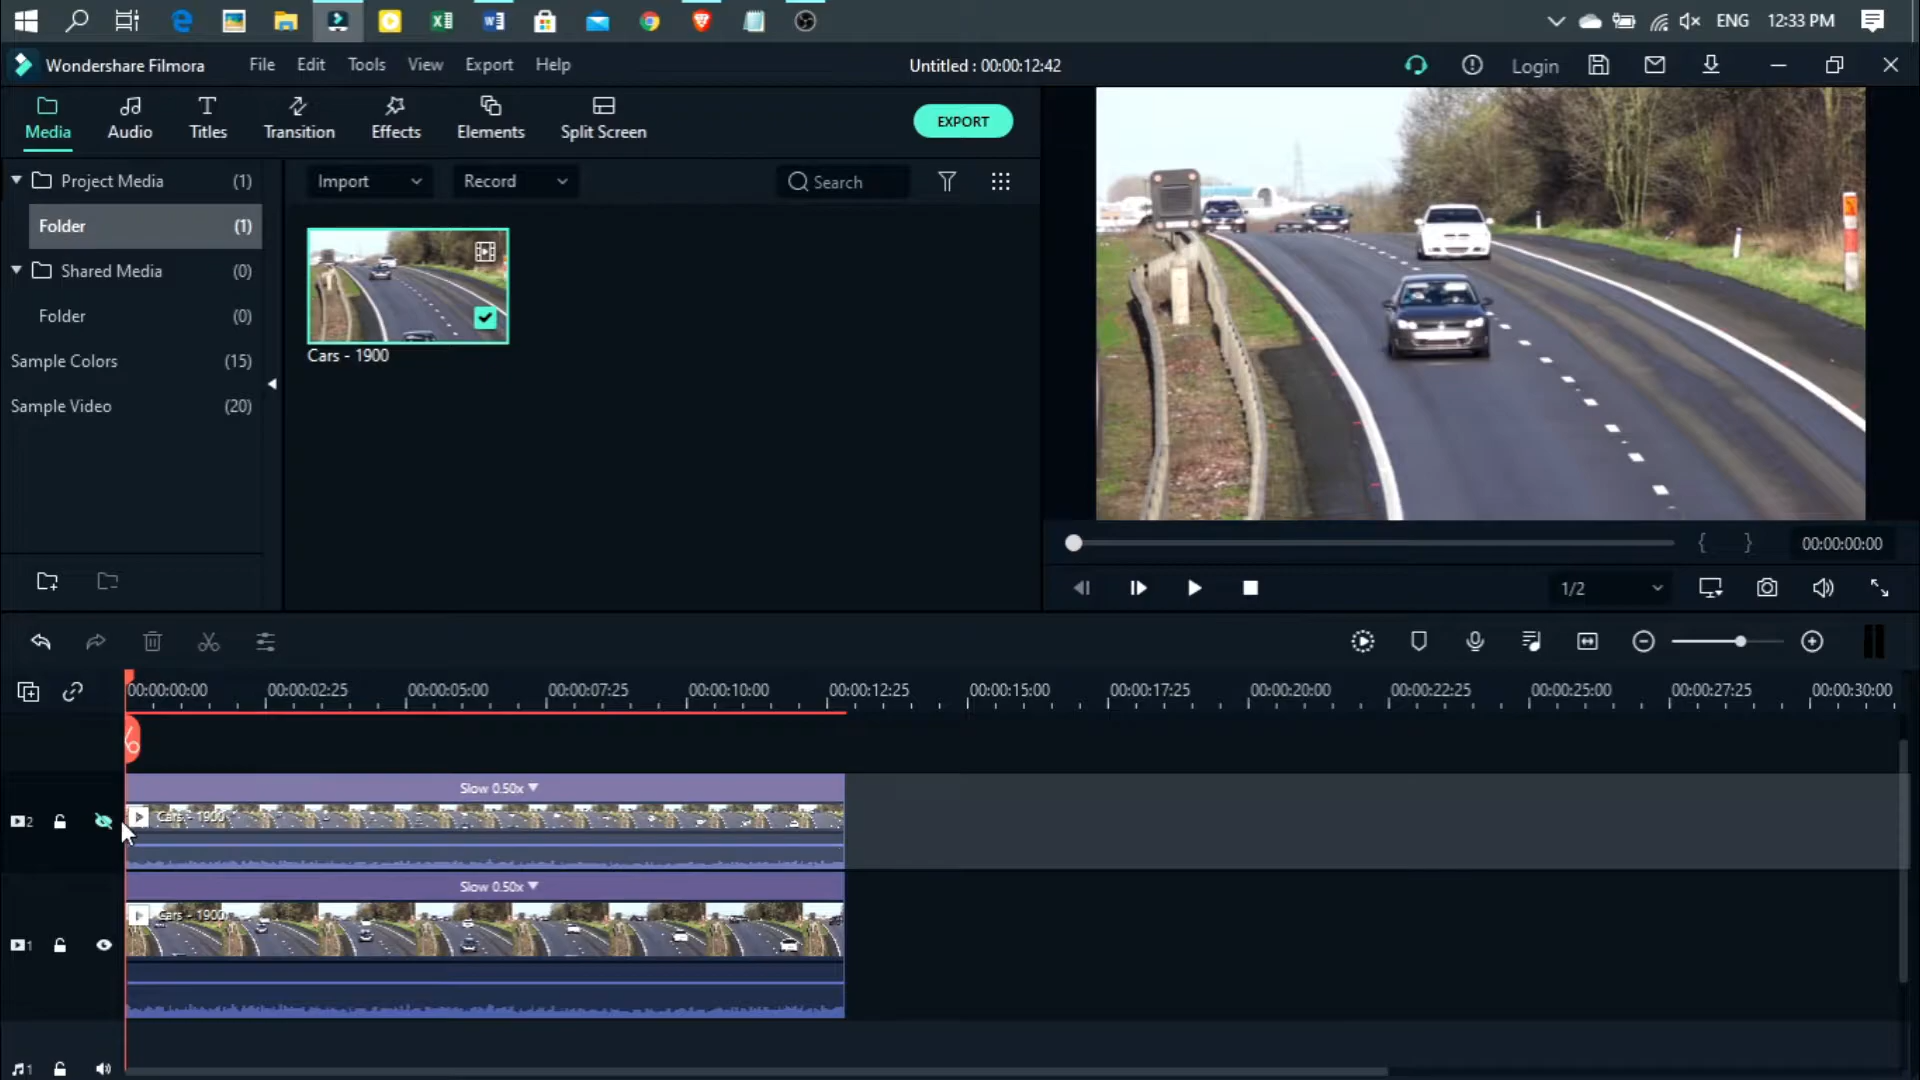 ENG 12:33 PM
Wondershare Filmora File Edit Tools View Export Help Untitled : 00:00:12:42 Login
Media Audio Titles Transition Effects Elements Split Screen EXPORT
Project Media (1) Import Record Search
Folder (1)
Shared Media (0)
Folder (0)
Cars - 1900
Sample Colors (15)
Sample Video (20)
{ } 00:00:00:00
1/2
00:00:00:00 00:00:02:25 00:00:05:00 00:00:07:25 00:00:10:00 00:00:12:25 00:00:15:00 00:00:17:25 00:00:20:00 00:00:22:25 00:00:25:00 00:00:27:25 00:00:30:00
Slow 0.50x
2 Cars - 1900
Slow 0.50x
Cars - 1900
1
1